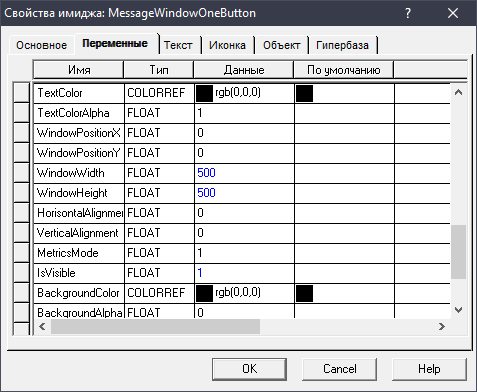 Свойства имиджа: MessageWindowOneButton ? ×
Основное Переменные Текст Иконка Объект Гипербаза
Имя Тип Данные По умолчанию
TextColor COLORREF rgb(0,0,0)
TextColorAlpha FLOAT 1
WindowPositionX FLOAT 0
WindowPositionY FLOAT 0
WindowWidth FLOAT 500
WindowHeight FLOAT 500
HorisontalAlignme FLOAT 0
VerticalAlignment FLOAT 0
MetricsMode FLOAT 1
IsVisible FLOAT 1
BackgroundColor COLORREF rgb(0,0,0)
BackgroundAlpha FLOAT 0
OK Cancel Help